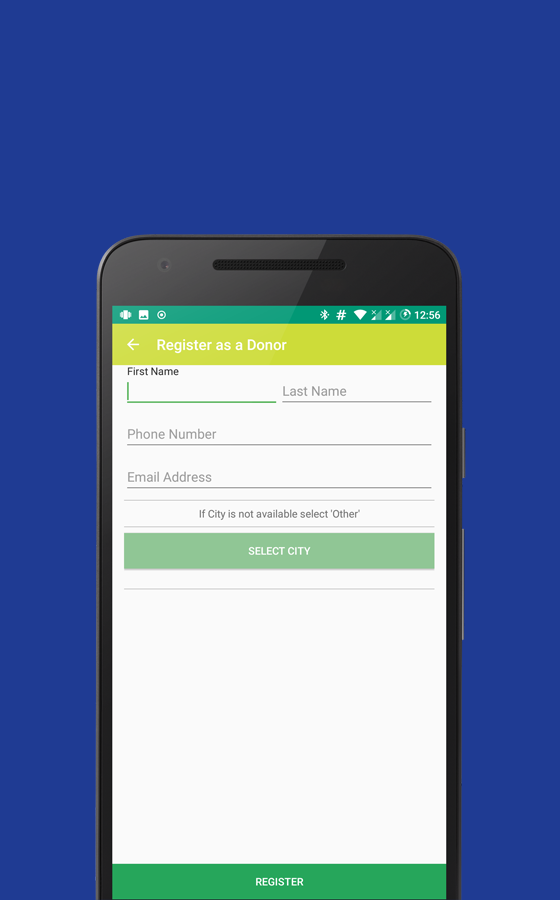 12:56
Register as a Donor
First Name
Last Name
Phone Number
Email Address
If City is not available select 'Other'
SELECT CITY
REGISTER